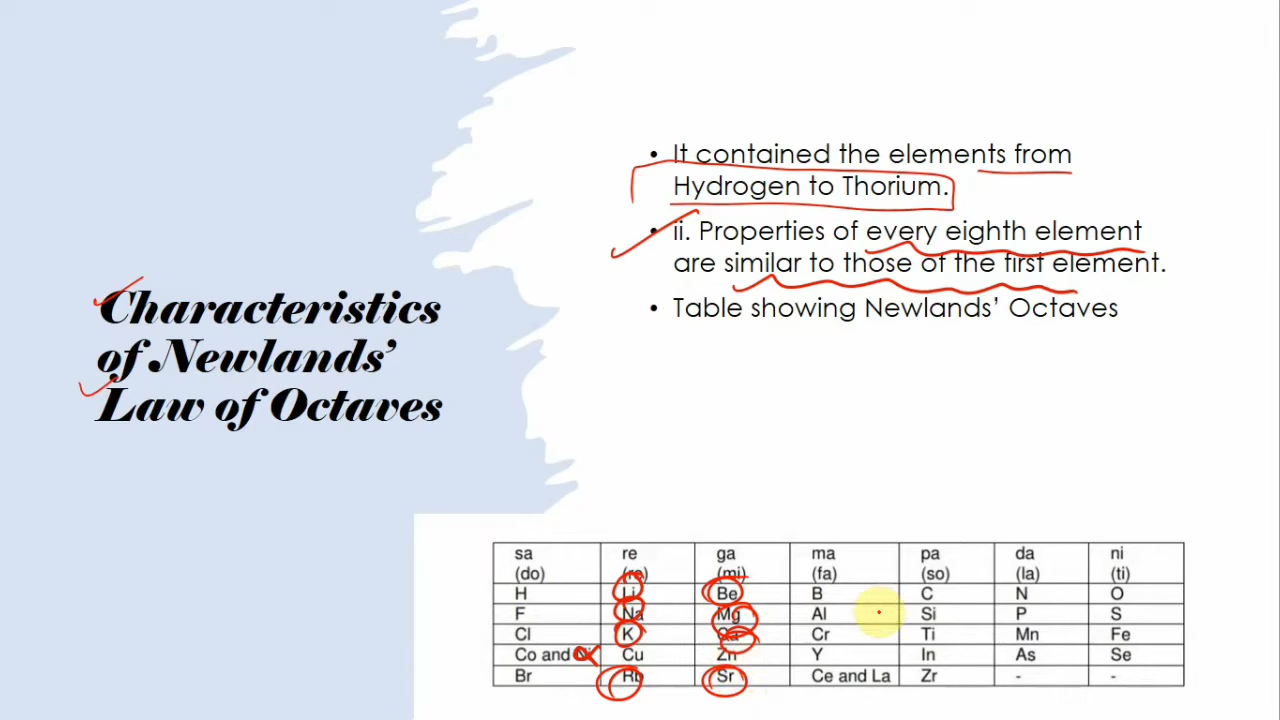 • It contained the elements from
Hydrogen to Thorium.
• ii. Properties of every eighth element
are similar to those of the first element.
• Table showing Newlands’ Octaves
Characteristics
of Newlands’
Law of Octaves
sa re ga ma pa da ni
(do) (re) (mi) (fa) (so) (la) (ti)
H Li Be B C N O
F Na Mg Al Si P S
Cl K Ca Cr Ti Mn Fe
Co and Ni Cu Zn Y In As Se
Br Rb Sr Ce and La Zr - -